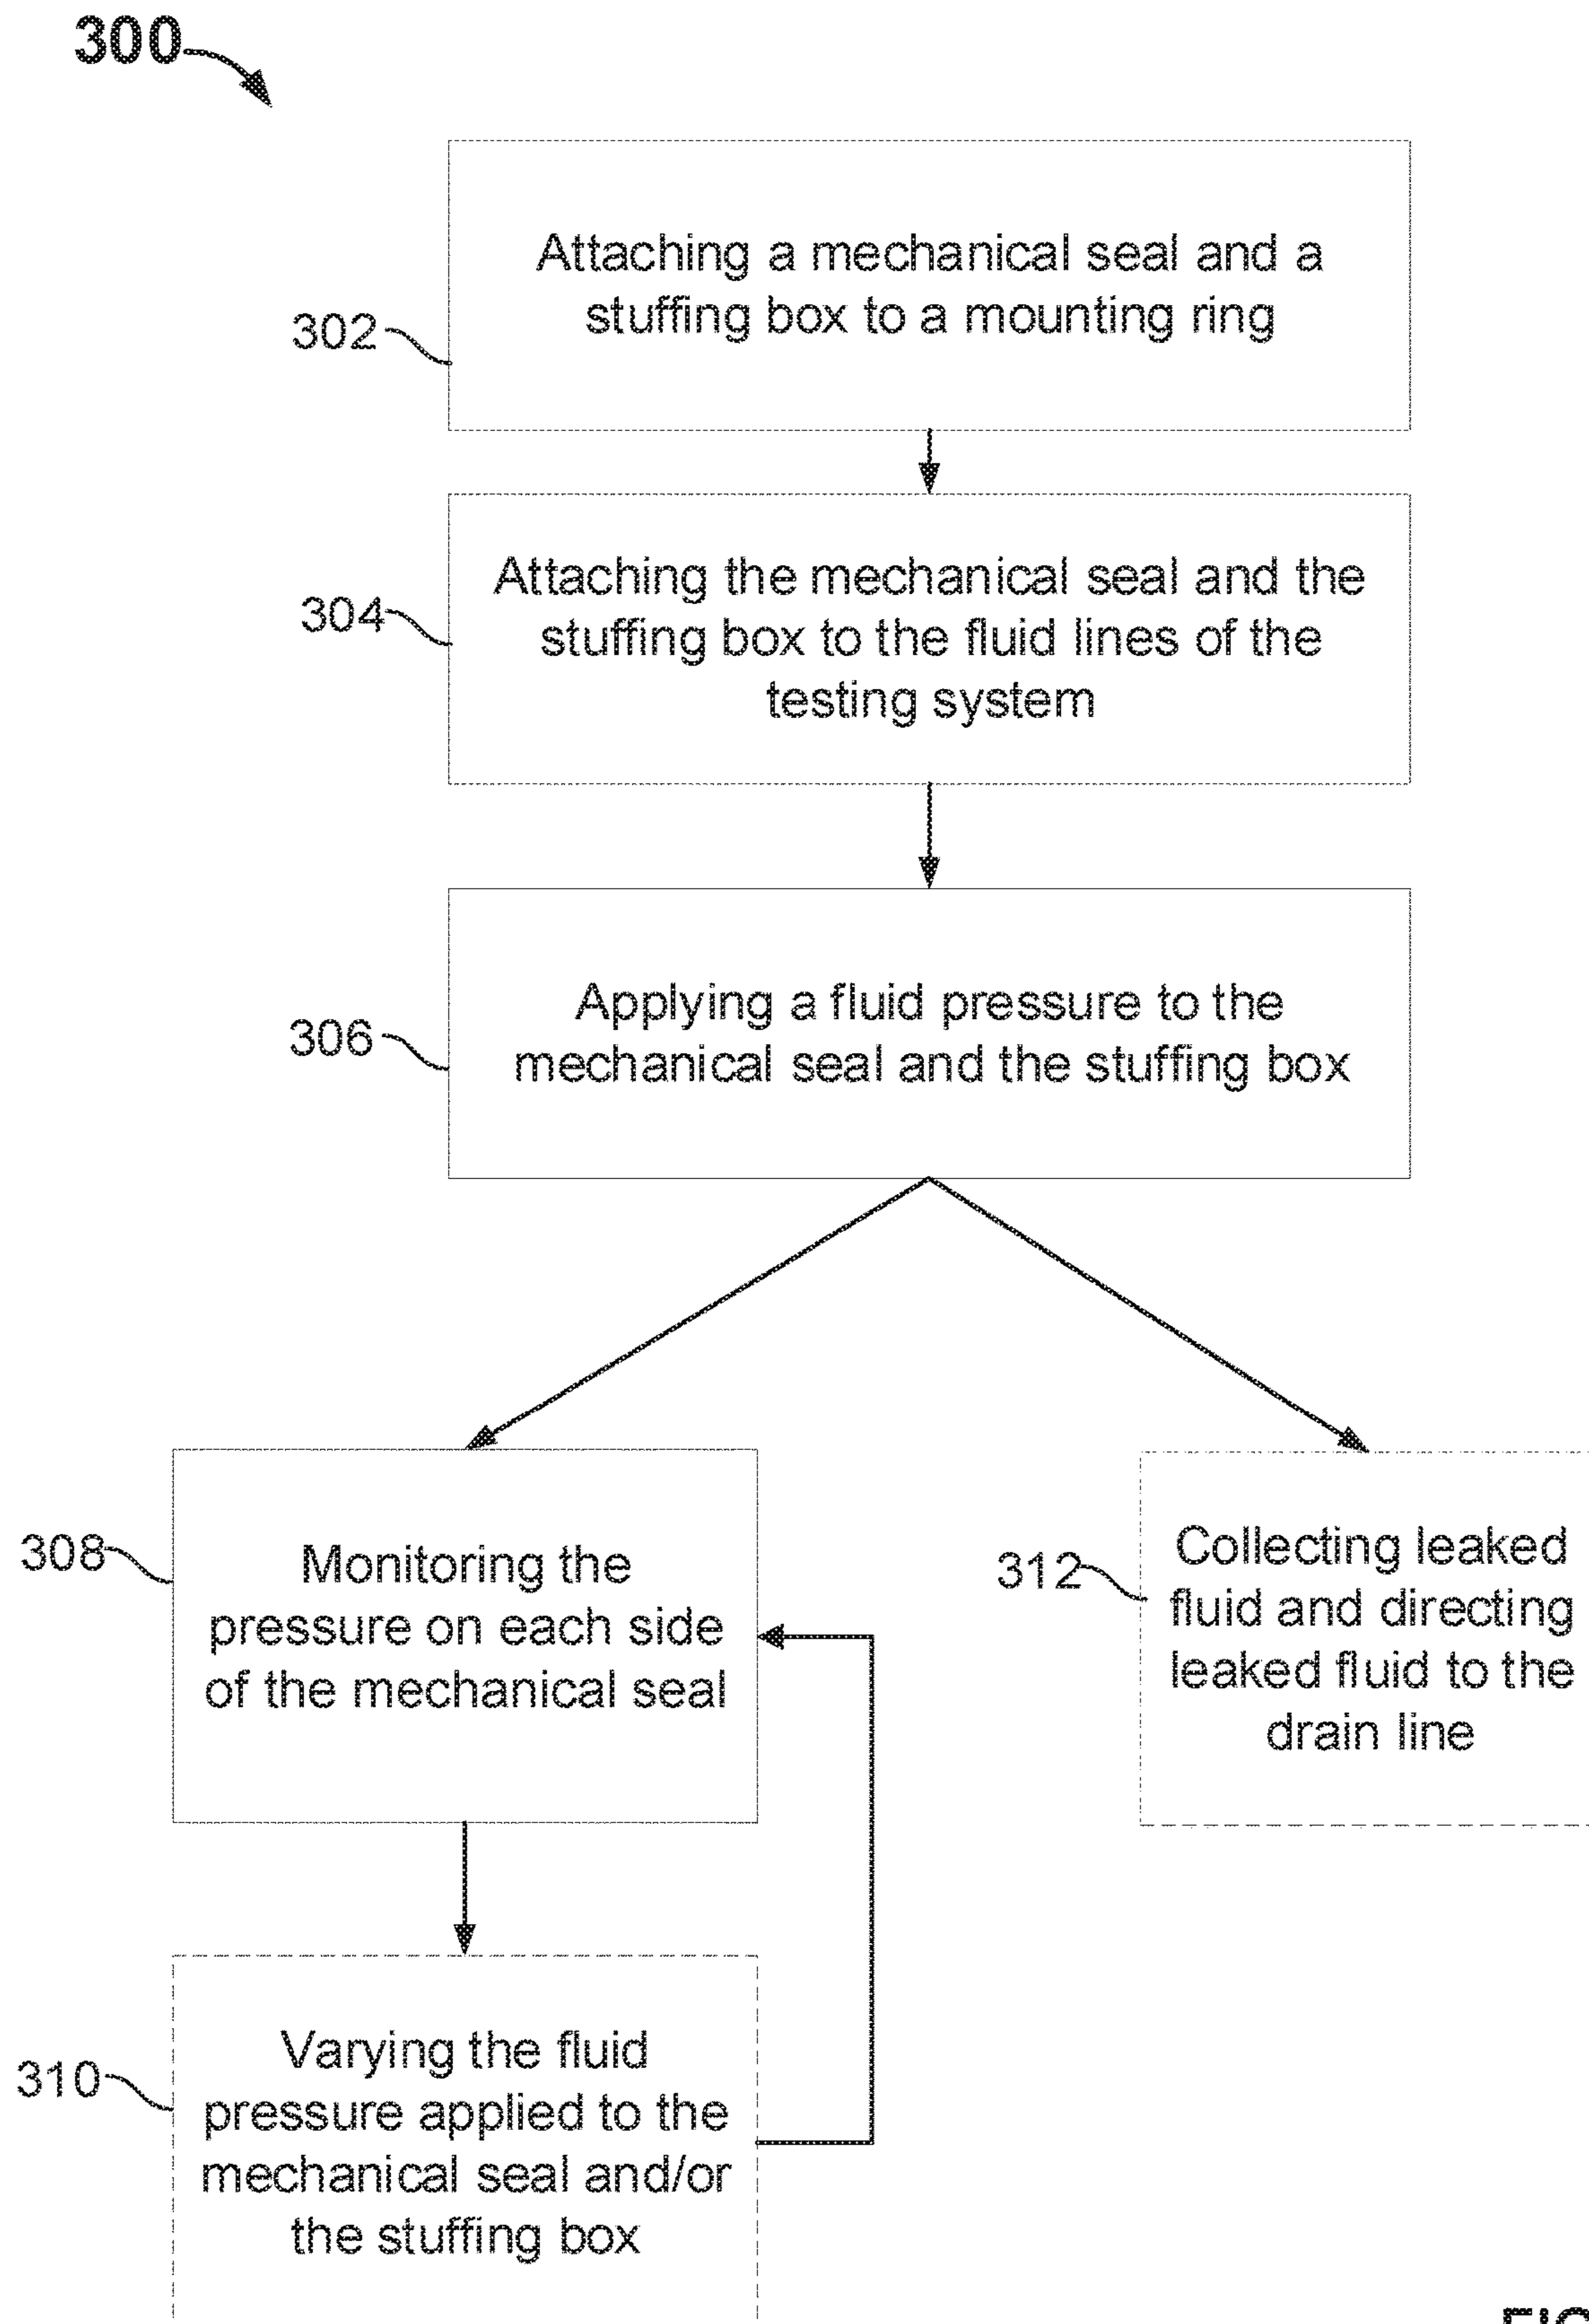 300
Attaching a mechanical seal and a
stuffing box to a mounting ring
302
Attaching the mechanical seal and the
stuffing box to the fluid lines of the
testing system
304
Applying a fluid pressure to the
mechanical seal and the stuffing box
306
308
Monitoring the
pressure on each side
of the mechanical seal
312
Collecting leaked
fluid and directing
leaked fluid to the
drain line
310
Varying the fluid
pressure applied to the
mechanical seal and/or
the stuffing box